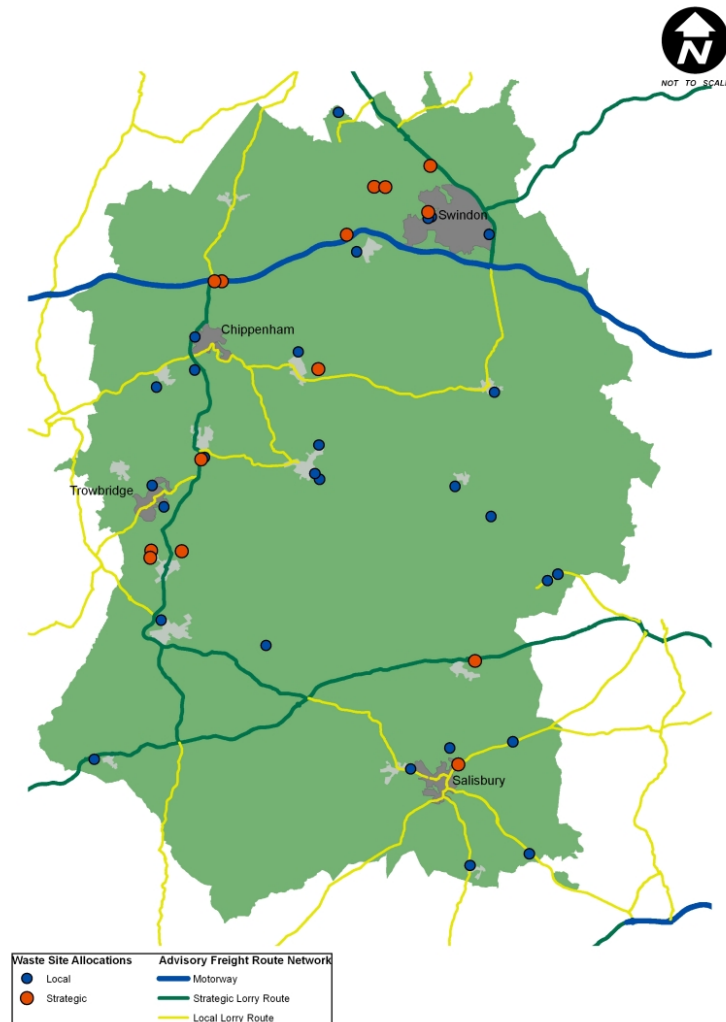 N
NOT TO SCALE
Swindon
Chippenham
Trowbridge
Salisbury
Waste Site Allocations
Local
Strategic
Advisory Freight Route Network
Motorway
Strategic Lorry Route
Local Lorry Route